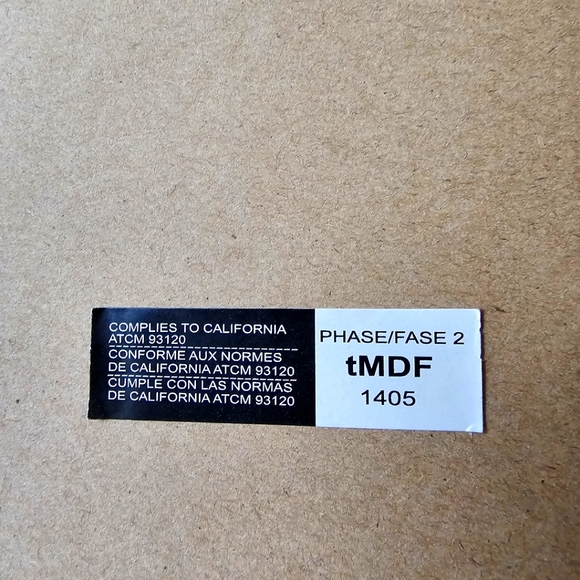 COMPLIES TO CALIFORNIA
ATCM 93120
CONFORME AUX NORMES
DE CALIFORNIA ATCM 93120
CUMPLE CON LAS NORMAS
DE CALIFORNIA ATCM 93120
PHASE/FASE 2
tMDF
1405